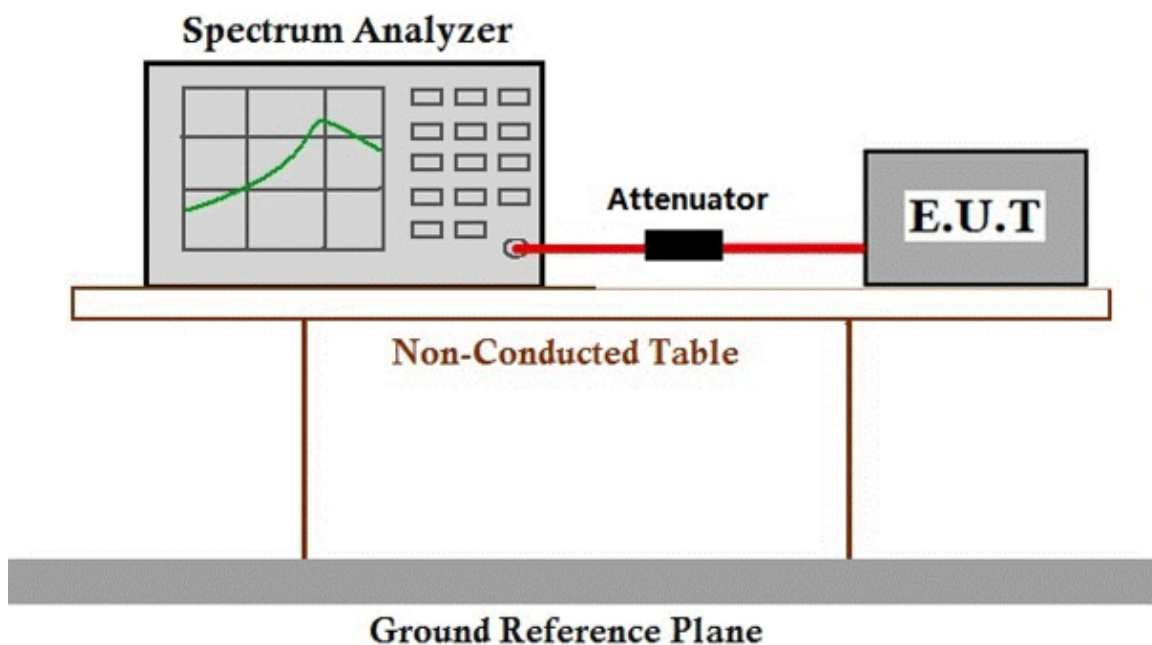 Spectrum Analyzer
Attenuator
E.U.T
Non-Conducted Table
Ground Reference Plane